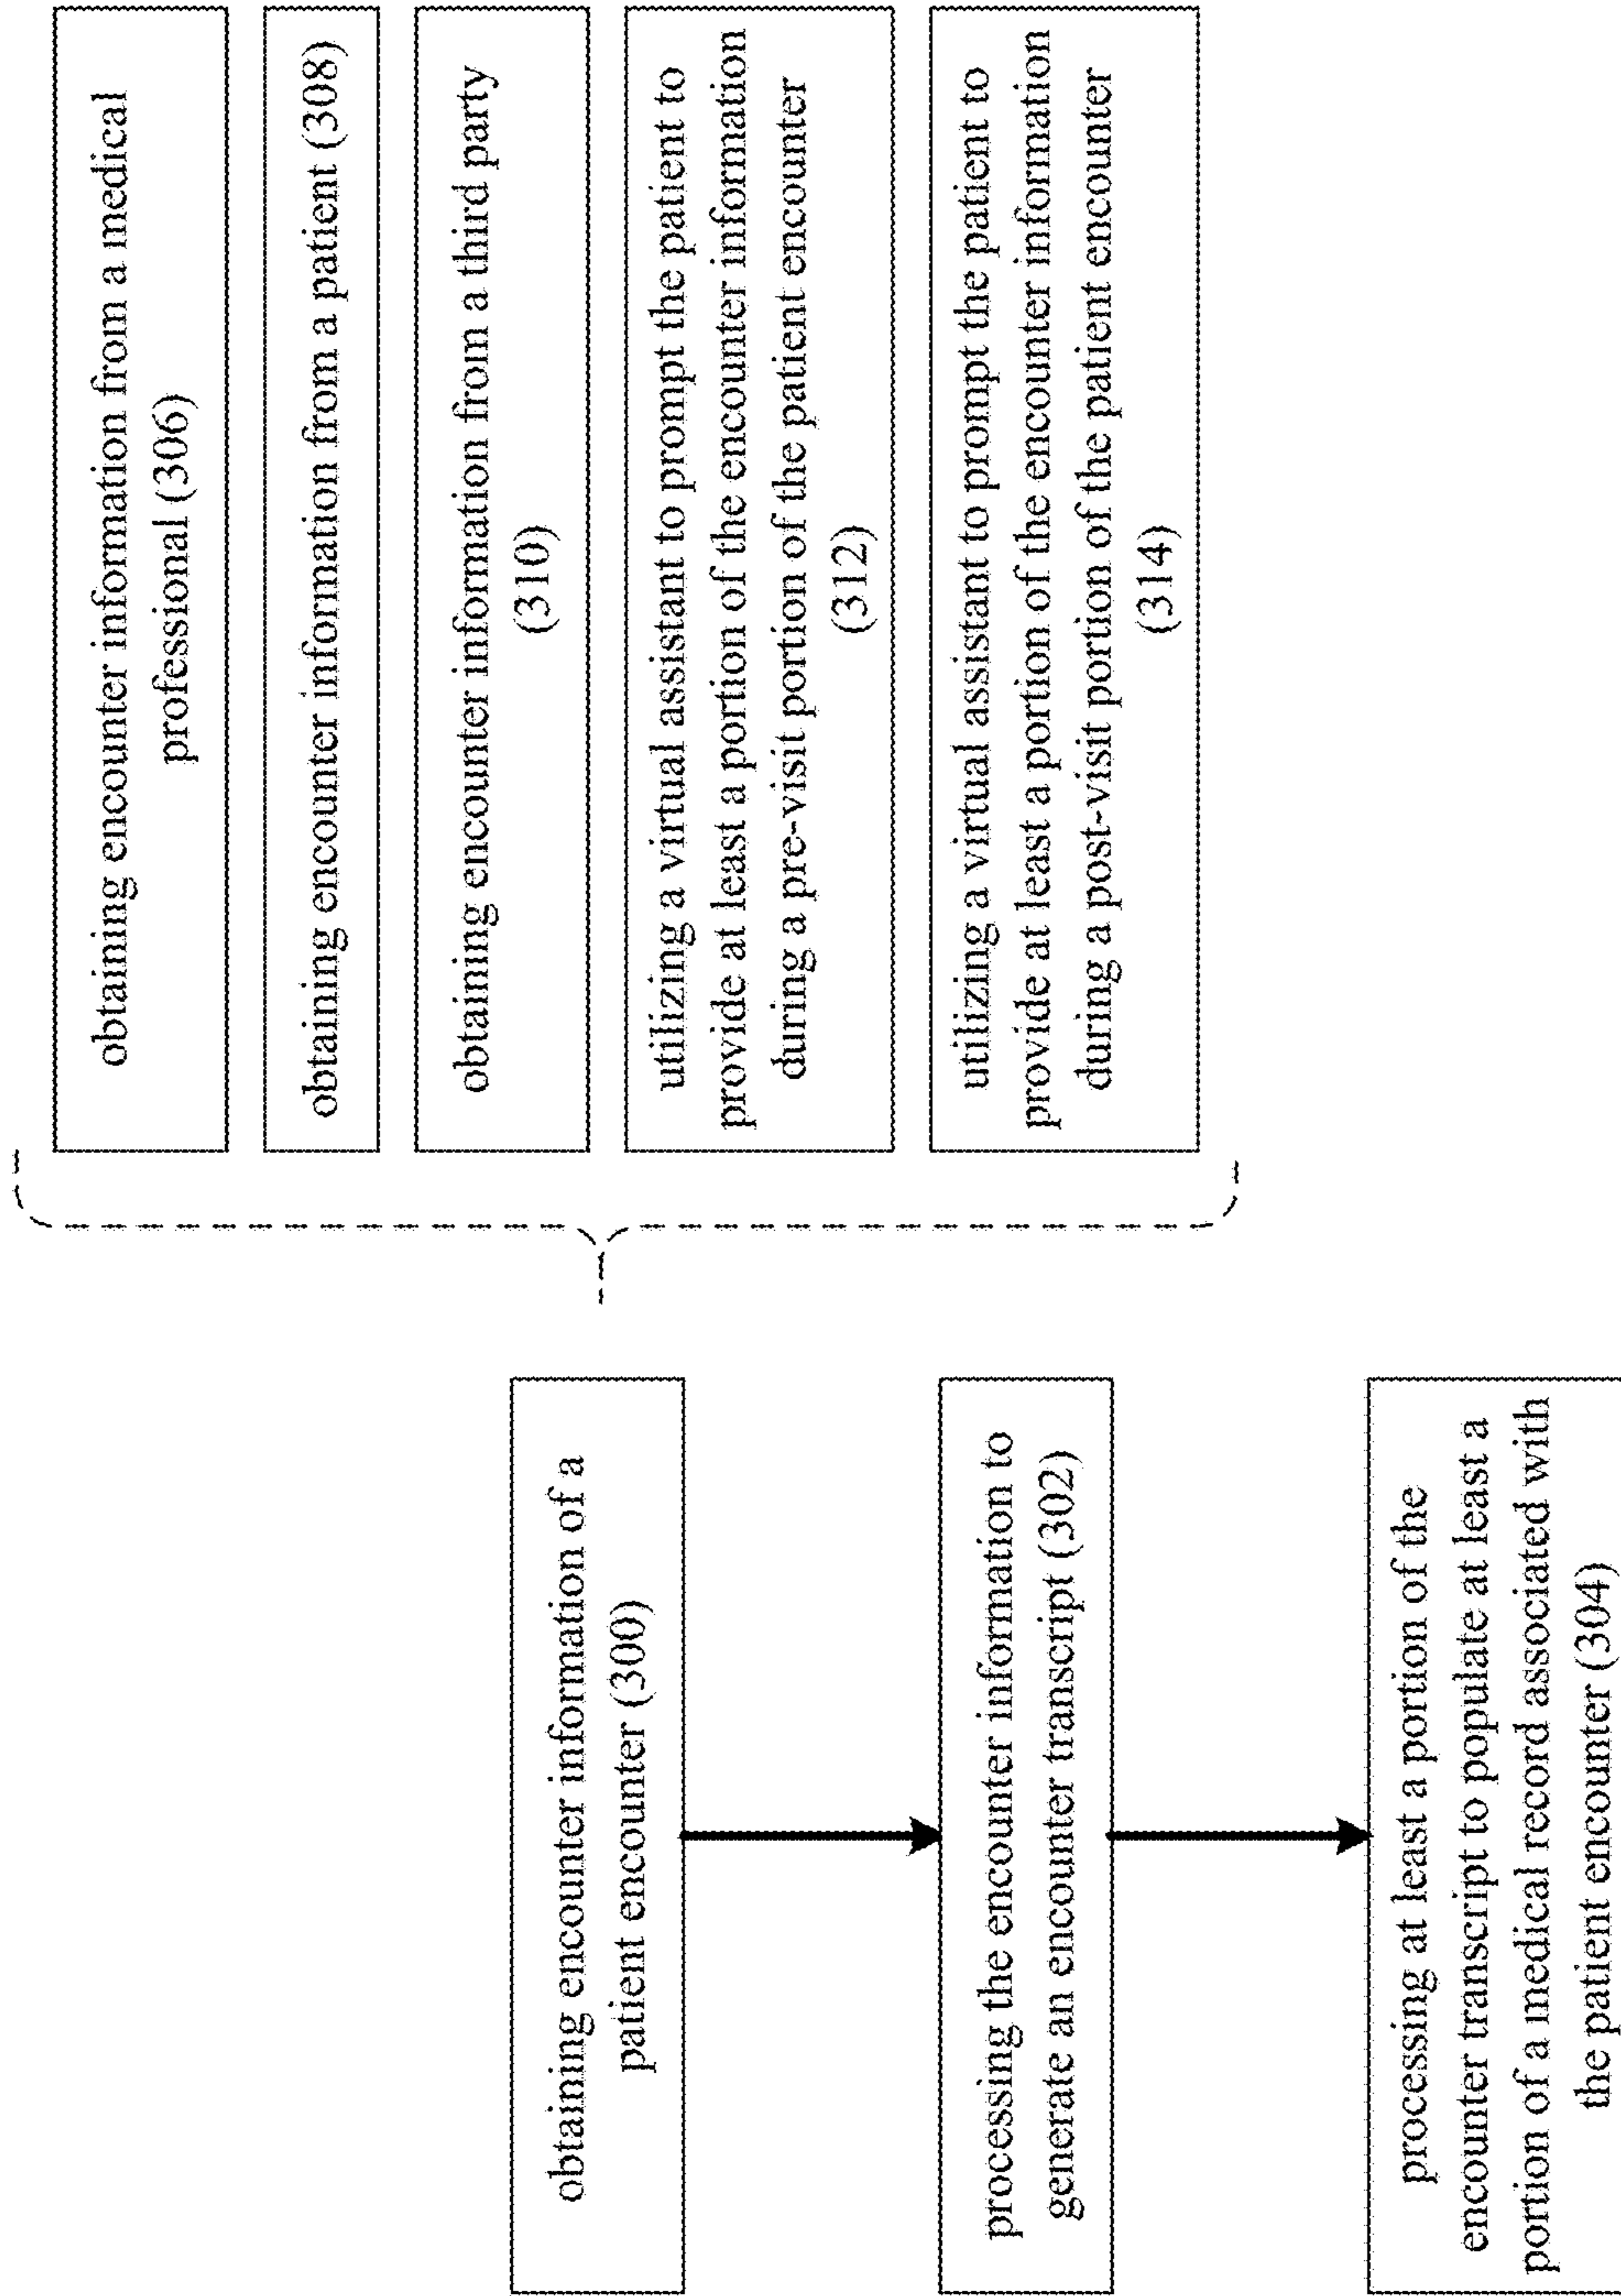 obtaining encounter information of a
patient encounter (300)
processing the encounter information to
generate an encounter transcript (302)
processing at least a portion of the
encounter transcript to populate at least a
portion of a medical record associated with
the patient encounter (304)
obtaining encounter information from a medical
professional (306)
obtaining encounter information from a patient (308)
obtaining encounter information from a third party
(310)
utilizing a virtual assistant to prompt the patient to
provide at least a portion of the encounter information
during a pre-visit portion of the patient encounter
(312)
utilizing a virtual assistant to prompt the patient to
provide at least a portion of the encounter information
during a post-visit portion of the patient encounter
(314)